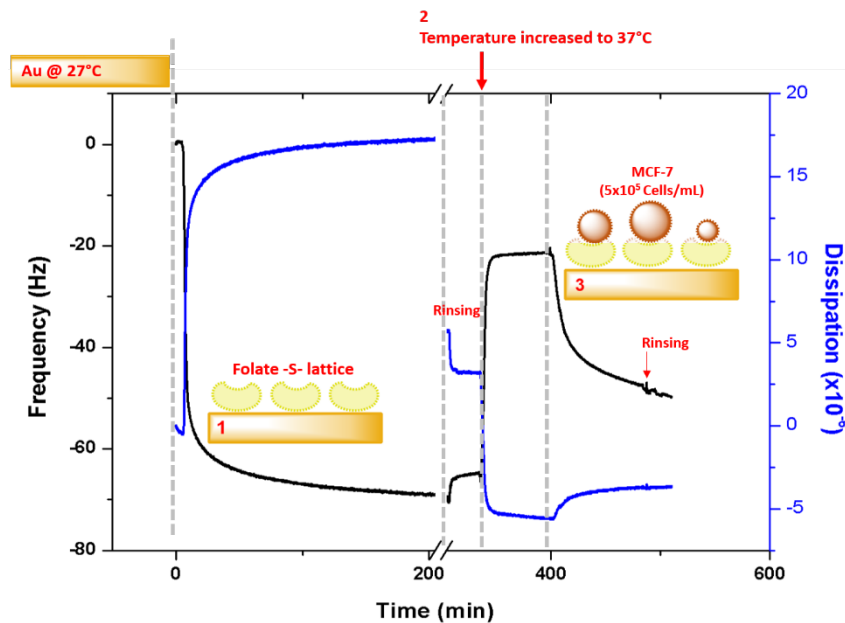 2
Temperature increased to 37°C
Au @ 27°C
20
0
15
MCF-7
(5x10⁵ Cells/mL)
-20
10
Frequency (Hz)
Dissipation (x10⁻⁶)
3
Rinsing
5
-40
Rinsing
Folate -S- lattice
0
1
-60
-5
-80
0
200
400
600
Time (min)